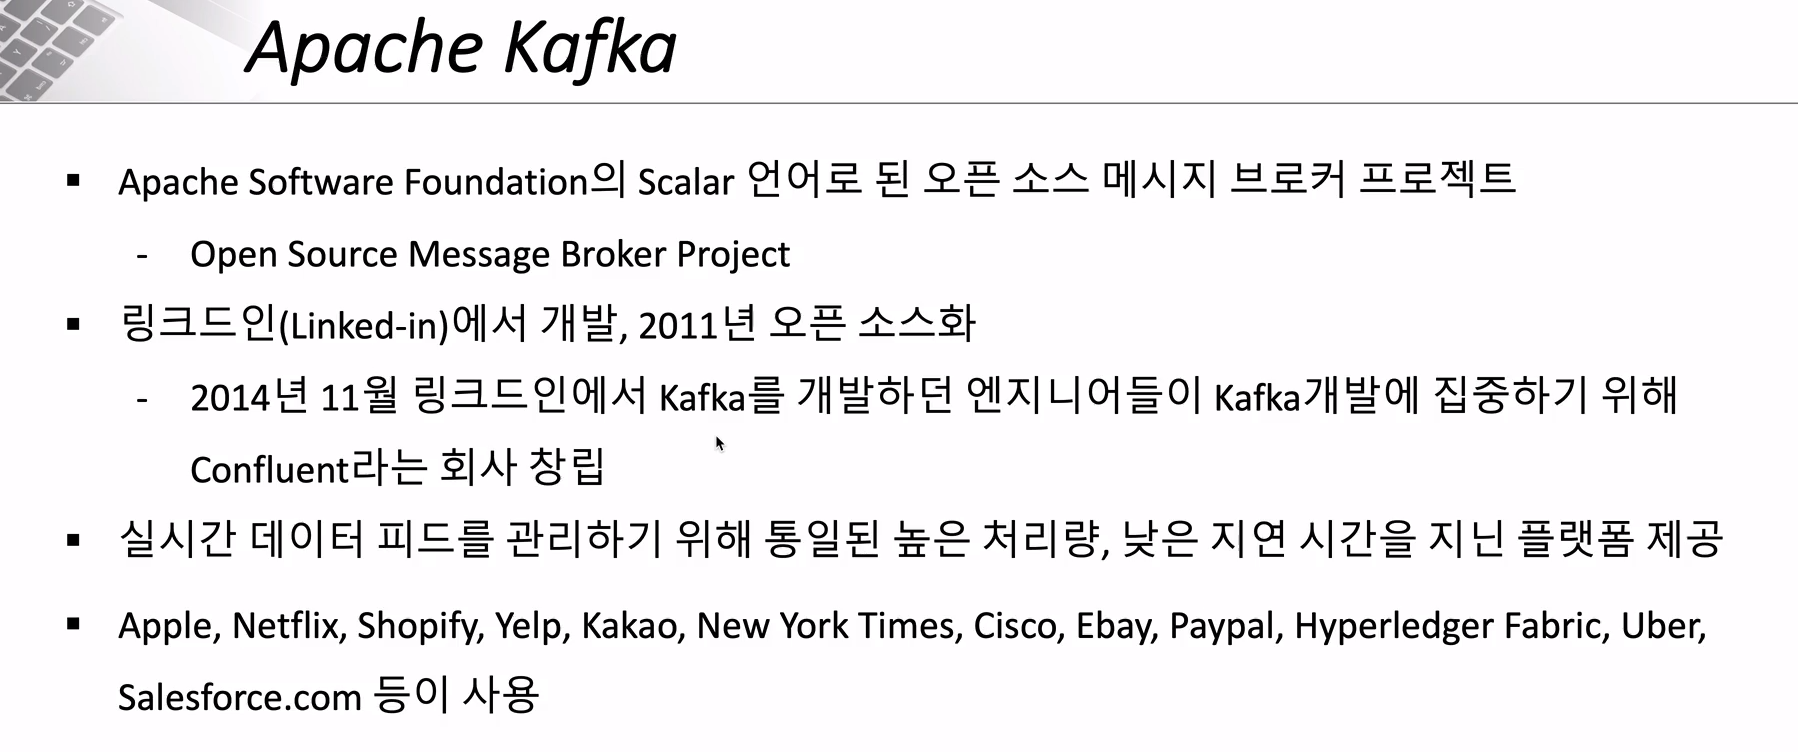 Apache Kafka
▪ Apache Software Foundation의 Scalar 언어로 된 오픈 소스 메시지 브로커 프로젝트
- Open Source Message Broker Project
▪ 링크드인(Linked-in)에서 개발, 2011년 오픈 소스화
- 2014년 11월 링크드인에서 Kafka를 개발하던 엔지니어들이 Kafka개발에 집중하기 위해
Confluent라는 회사 창립
▪ 실시간 데이터 피드를 관리하기 위해 통일된 높은 처리량, 낮은 지연 시간을 지닌 플랫폼 제공
▪ Apple, Netflix, Shopify, Yelp, Kakao, New York Times, Cisco, Ebay, Paypal, Hyperledger Fabric, Uber,
Salesforce.com 등이 사용